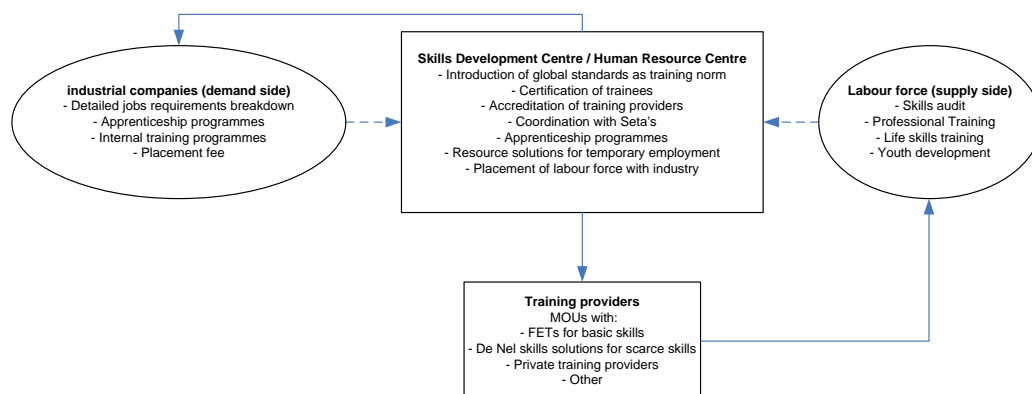 industrial companies (demand side)
- Detailed jobs requirements breakdown
- Apprenticeship programmes
- Internal training programmes
- Placement fee
Skills Development Centre / Human Resource Centre
- Introduction of global standards as training norm
- Certification of trainees
- Accreditation of training providers
- Coordination with Seta’s
- Apprenticeship programmes
- Resource solutions for temporary employment
- Placement of labour force with industry
Labour force (supply side)
- Skills audit
- Professional Training
- Life skills training
- Youth development
Training providers
MOUs with:
- FETs for basic skills
- De Nel skills solutions for scarce skills
- Private training providers
- Other